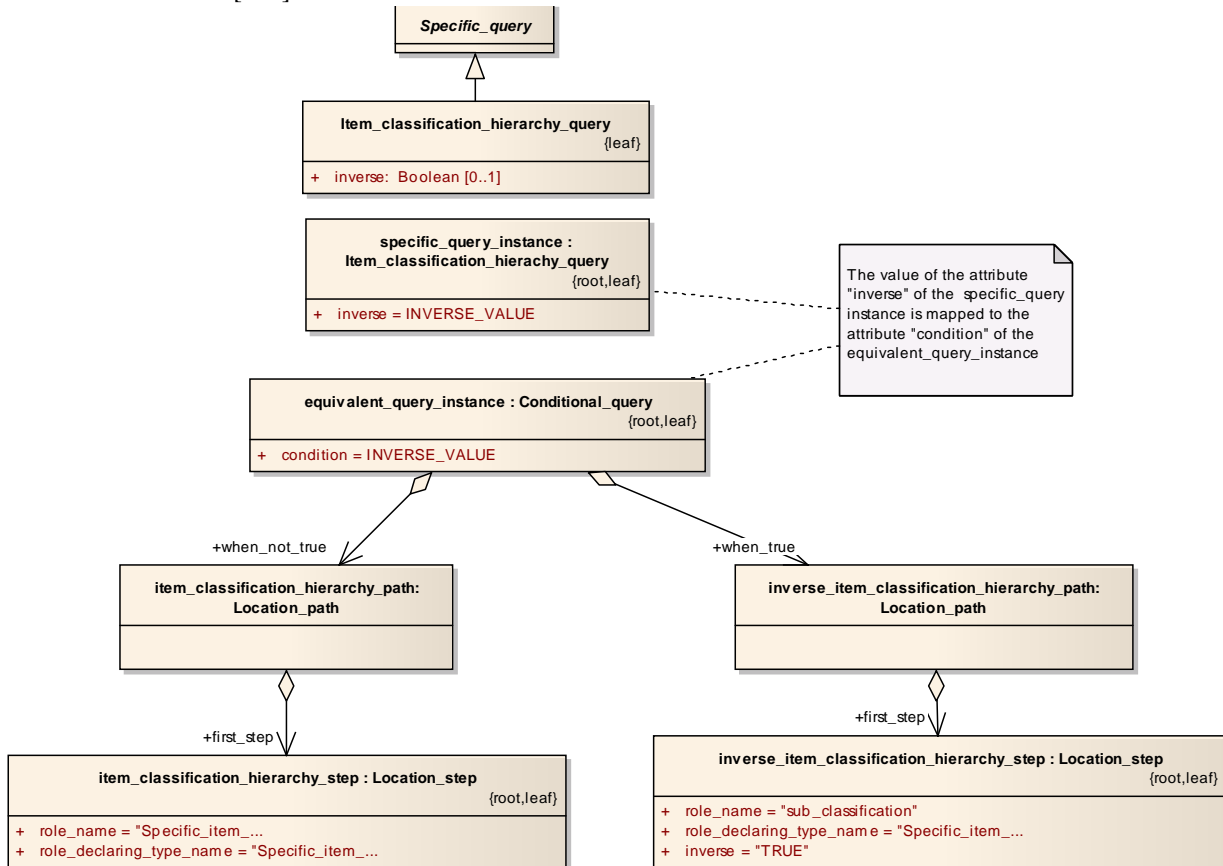 Specific_query
Item_classification_hierarchy_query
{leaf}
+ inverse: Boolean [0..1]
specific_query_instance :
Item_classification_hierachy_query
{root,leaf}
+ inverse = INVERSE_VALUE
The value of the attribute
"inverse" of the specific_query
instance is mapped to the
attribute "condition" of the
equivalent_query_instance
equivalent_query_instance : Conditional_query
{root,leaf}
+ condition = INVERSE_VALUE
+when_not_true
+when_true
item_classification_hierarchy_path:
Location_path
inverse_item_classification_hierarchy_path:
Location_path
+first_step
+first_step
item_classification_hierarchy_step : Location_step
{root,leaf}
+ role_name = "Specific_item_...
+ role_declaring_type_name = "Specific_item_...
inverse_item_classification_hierarchy_step : Location_step
{root,leaf}
+ role_name = "sub_classification"
+ role_declaring_type_name = "Specific_item_...
+ inverse = "TRUE"